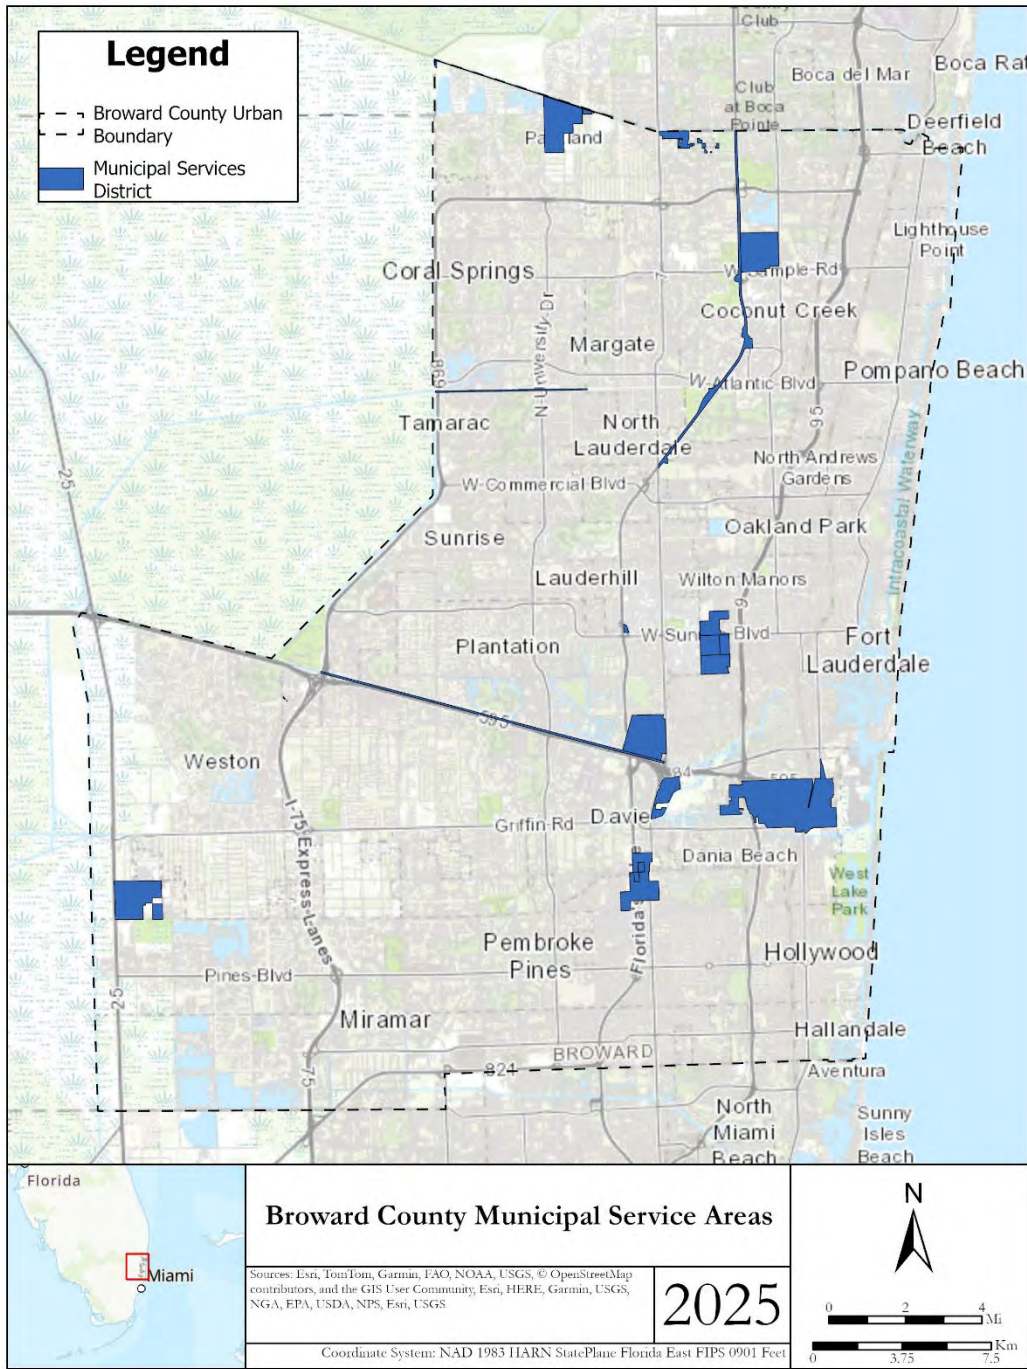 Legend
Broward County Urban
Boundary
Municipal Services
District
Club
Boca del Mar
Boca Rat
Club
at Boca
Pointe
Deerfield
Beach
Lighthouse
Point
W-Sample-Rd
Coral Springs
7
N-University-Dr
Coconut Creek
Margate
869
W-Atlantic-Blvd
Pompano Beach
Tamarac
North
Lauderdale
95
North Andrews
Gardens
25
W-Commercial Blvd
Intracoastal Waterway
Oakland Park
Sunrise
Lauderhill
Wilton Manors
9
Plantation
Blvd
Fort
Lauderdale
595
Weston
84
595
I-75-Express-Lanes
Griffin Rd
Davie
Dania Beach
West
Lake
Park
Pembroke
Pines
Hollywood
25
Pines-Blvd
Miramar
Hallandale
BROWARD
75
824
Aventura
North
Miami
Beach
Sunny
Isles
Beach
Florida
Miami
Broward County Municipal Service Areas
Sources: Esri, TomTom, Garmin, FAO, NOAA, USGS, © OpenStreetMap
contributors, and the GIS User Community, Esri, HERE, Garmin, USGS,
NGA, EPA, USDA, NPS, Esri, USGS
2025
Coordinate System: NAD 1983 HARN StatePlane Florida East FIPS 0901 Feet
N
0 2 4
Mi
Km
0 3.75 7.5